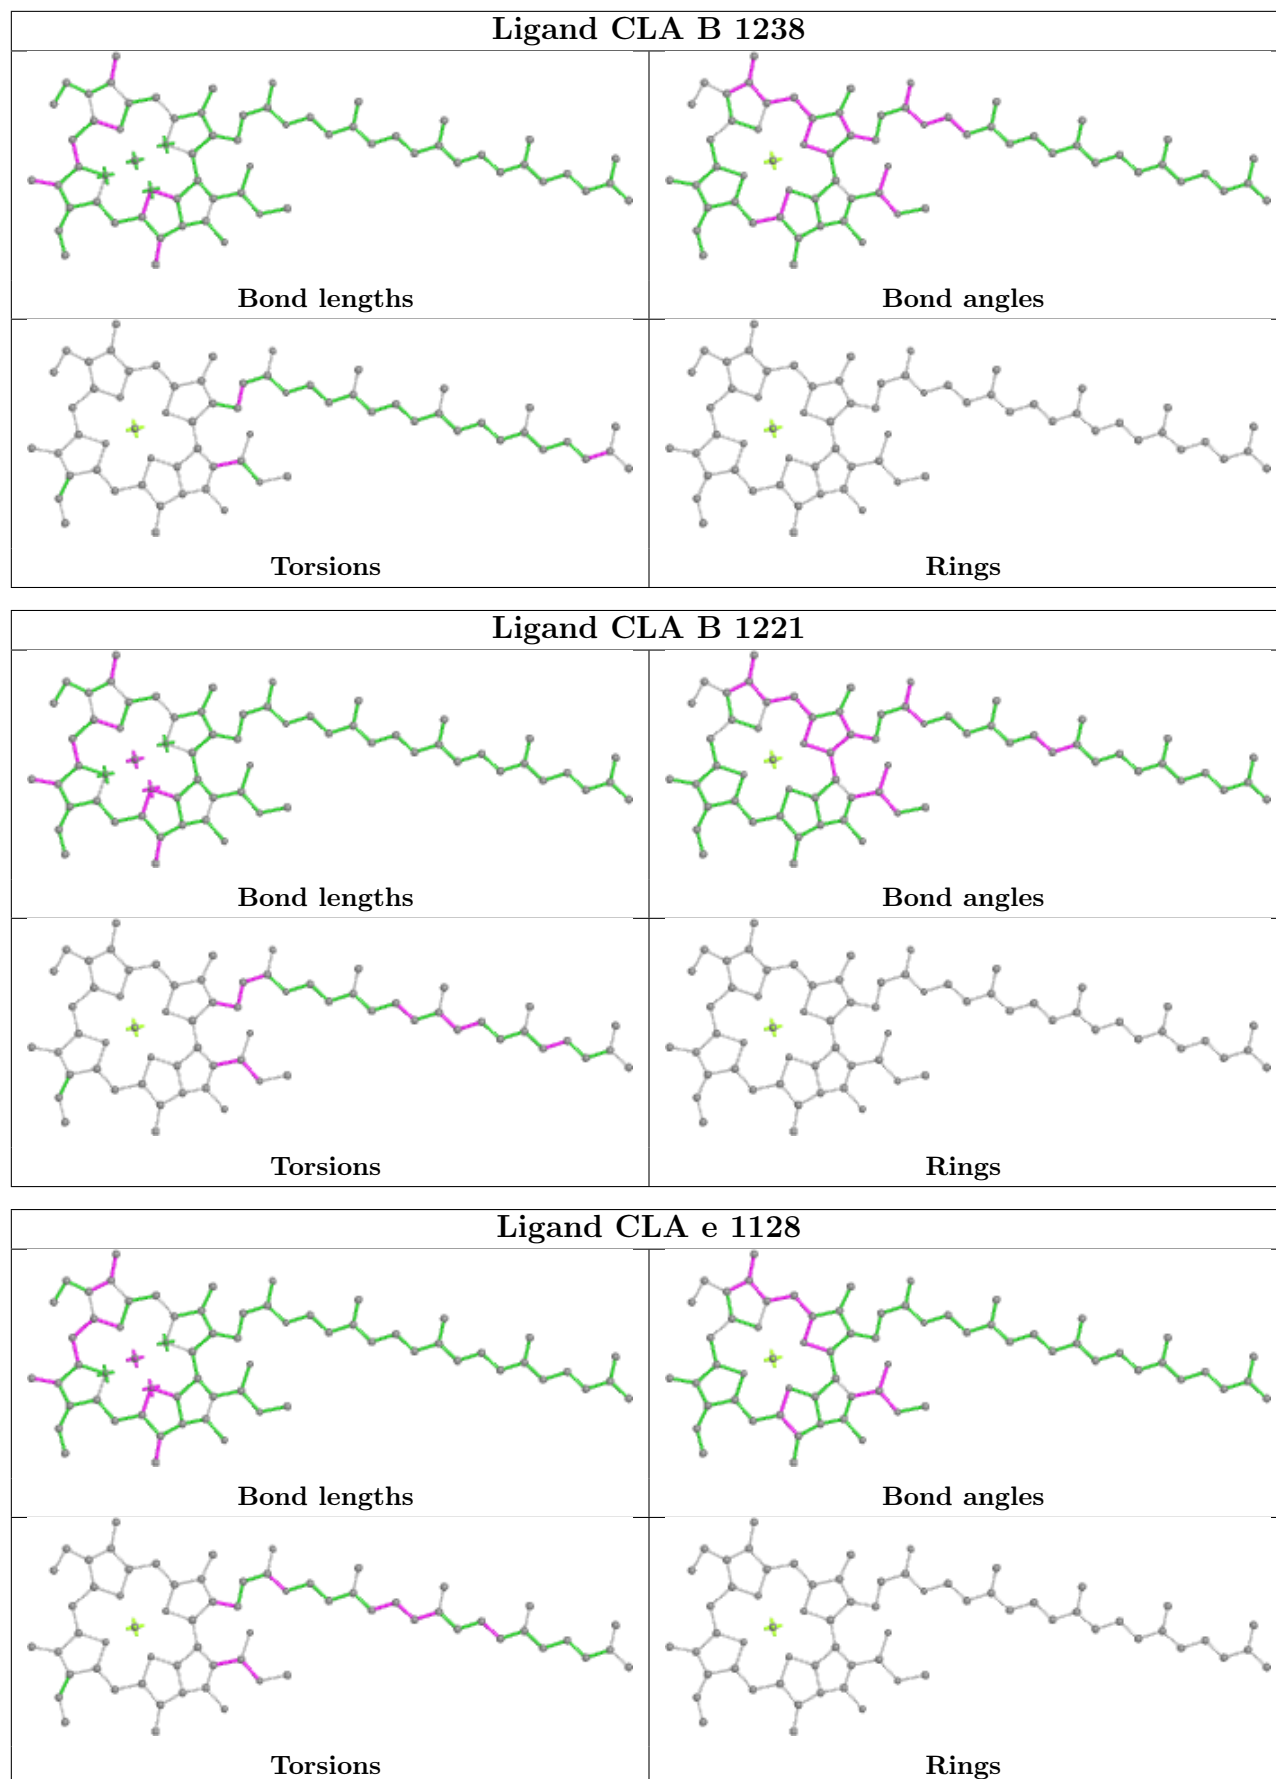 Ligand CLA B 1238
Bond lengths
Bond angles
Torsions
Rings
Ligand CLA B 1221
Bond lengths
Bond angles
Torsions
Rings
Ligand CLA e 1128
Bond lengths
Bond angles
Torsions
Rings